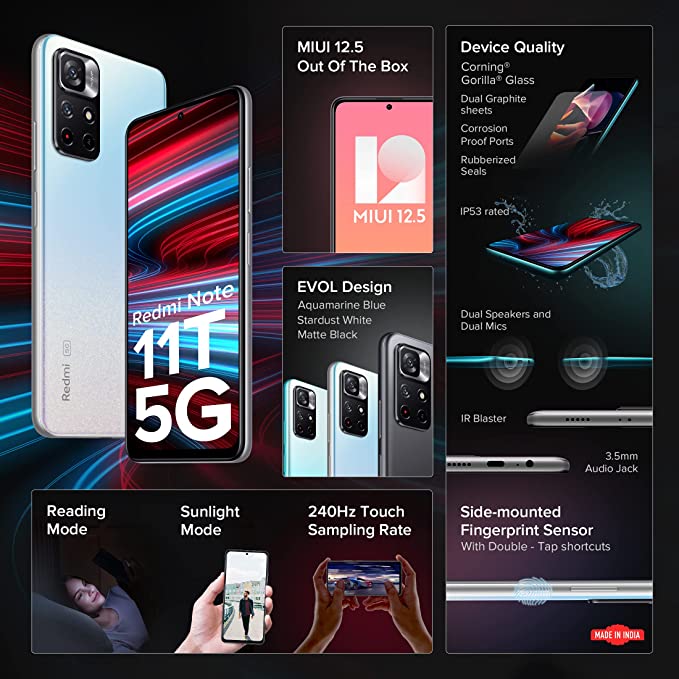 Redmi 5G
Redmi Note
11T
5G
MIUI 12.5
Out Of The Box
MIUI 12.5
EVOL Design
Aquamarine Blue
Stardust White
Matte Black
Reading
Mode
Sunlight
Mode
240Hz Touch
Sampling Rate
Device Quality
Corning®
Gorilla® Glass
Dual Graphite
sheets
Corrosion
Proof Ports
Rubberized
Seals
IP53 rated
Dual Speakers and
Dual Mics
IR Blaster
3.5mm
Audio Jack
Side-mounted
Fingerprint Sensor
With Double - Tap shortcuts
MADE IN INDIA